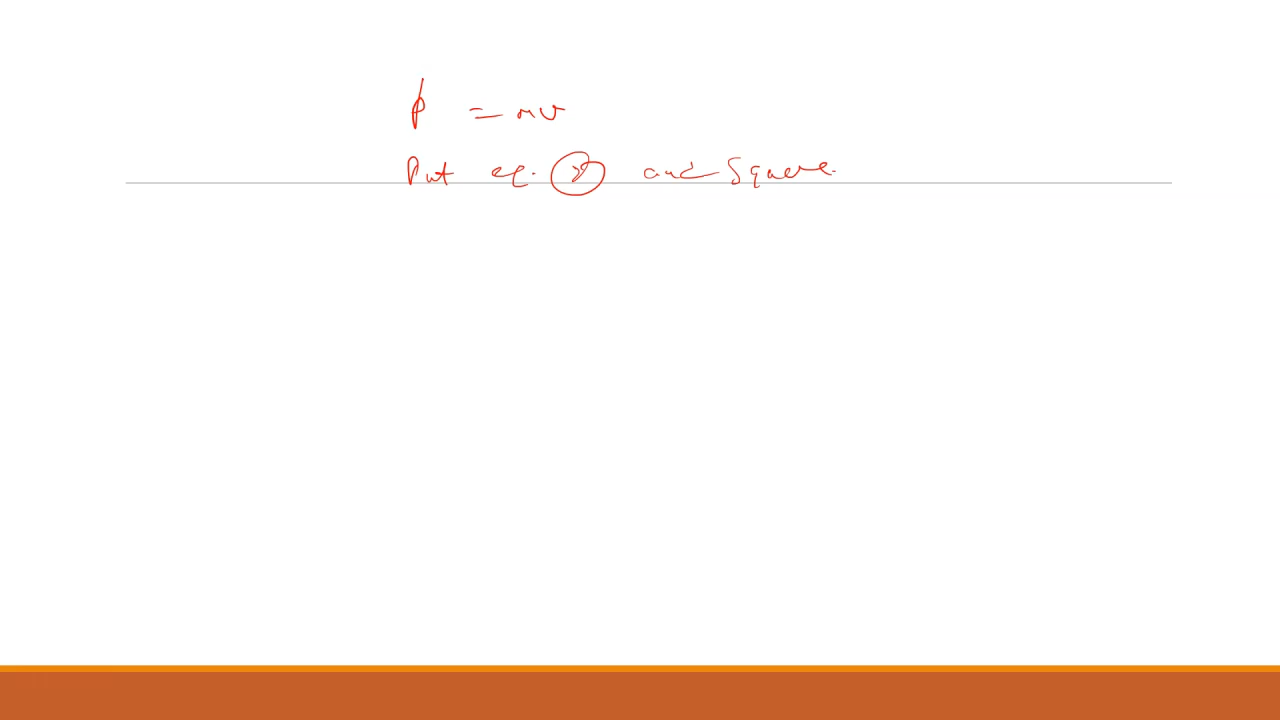 p = mv
Put eq. and Square.